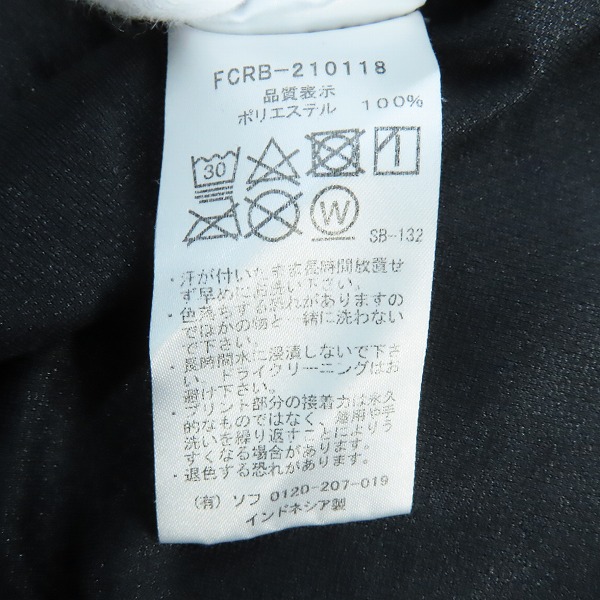 FCRB-210118
品質表示
ポリエステル 100%
30
W
SB-132
・汗が付いたまま長時間放置せ
ず早めにお洗い下さい。
・色落ちする恐れがありますの
でほかの物と一緒に洗わない
で下さい。
・長時間水に浸漬しないで下さ
い。ドライクリーニングはお
避け下さい。
・プリント部分の接着力は永久
的なものではなく、着用や手
洗いを繰り返すことによりう
すくなる場合があります。
・退色する恐れがあります。
(有) ソフ 0120-207-019
インドネシア製